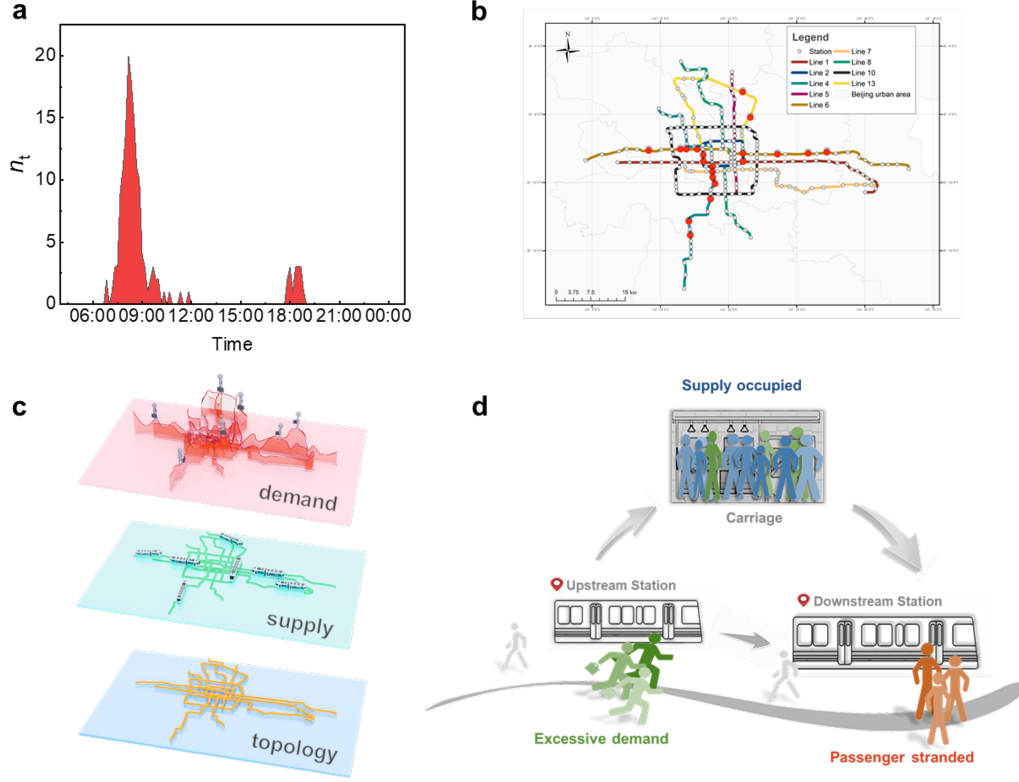 a
20
15
10
5
0
n_t
06:00 09:00 12:00 15:00 18:00 21:00 00:00
Time
b
N
Legend
Station
Line 1
Line 2
Line 4
Line 5
Line 6
Line 7
Line 8
Line 10
Line 13
Beijing urban area
0 3.75 7.5 15 km
c
demand
supply
topology
d
Supply occupied
Carriage
Upstream Station
Downstream Station
Excessive demand
Passenger stranded